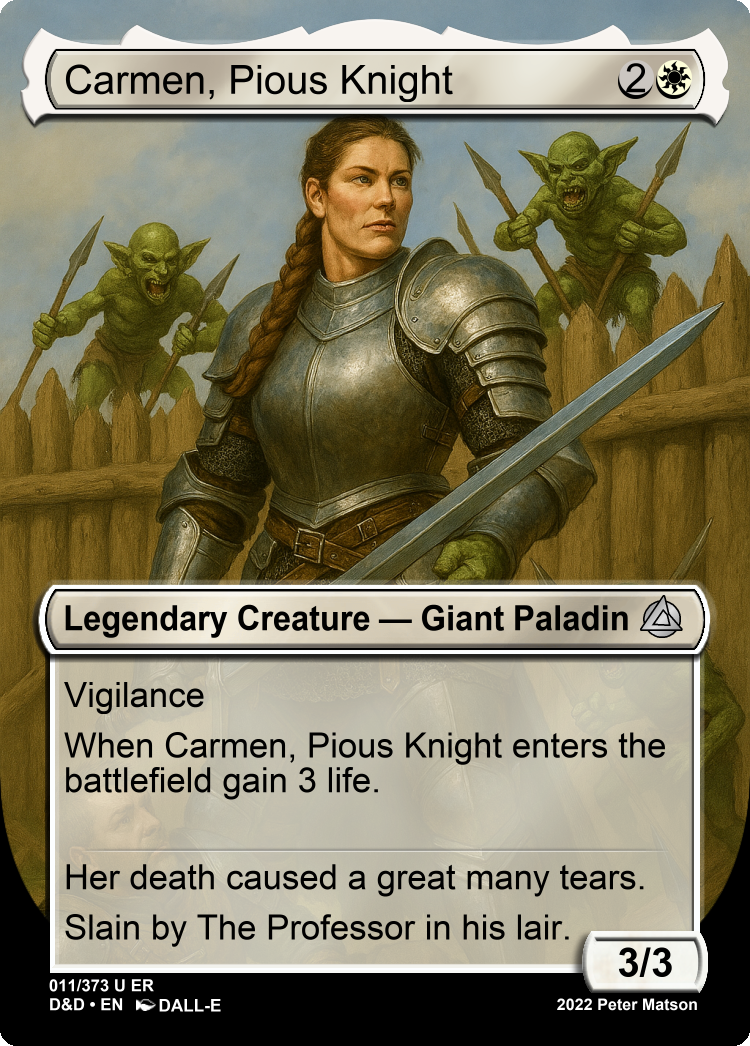 Carmen, Pious Knight 2
Legendary Creature — Giant Paladin
Vigilance
When Carmen, Pious Knight enters the
battlefield gain 3 life.
Her death caused a great many tears.
Slain by The Professor in his lair.
3/3
011/373 U ER
D&D • EN DALL-E
2022 Peter Matson